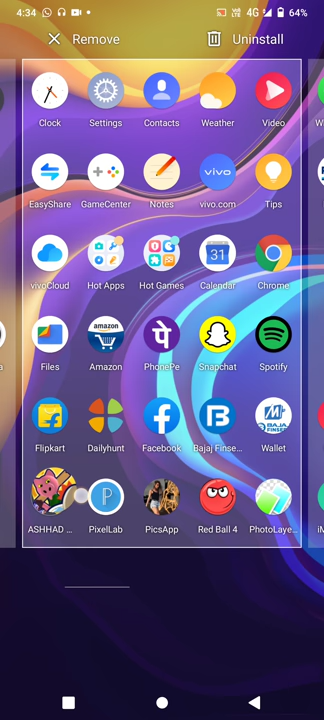 4:34 4G 64%
Remove Uninstall
Clock Settings Contacts Weather Video
EasyShare GameCenter Notes vivo vivo.com Tips
vivoCloud Hot Apps Hot Games 31 Calendar Chrome
Files amazon Amazon पे PhonePe Snapchat Spotify
Flipkart Dailyhunt Facebook Bajaj Finse... Wallet
ASHHAD ... P PixelLab PicsApp Red Ball 4 PhotoLaye...